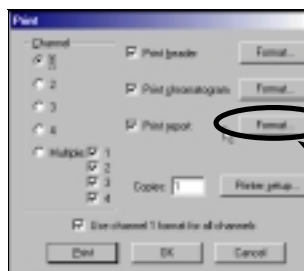 Print
Channel
1
2
3
4
Multiple: 1
2
3
4
Print header Format...
Print chromatogram Format...
Print report Format...
Copies: 1 Printer setup...
Use channel 1 format for all channels
Print OK Cancel